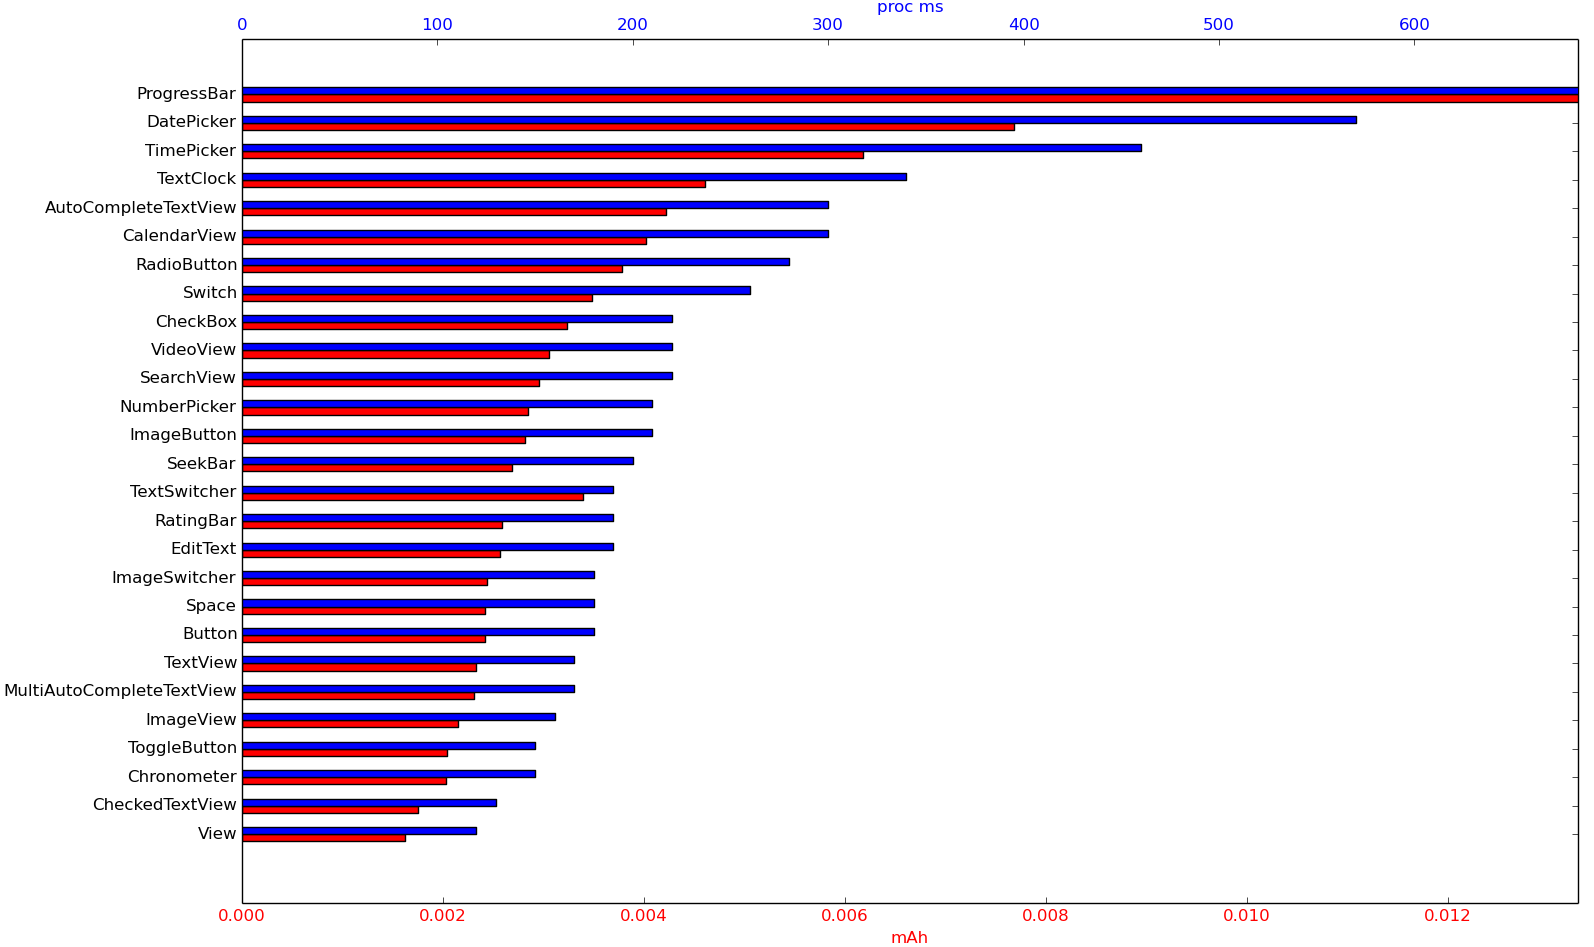 proc ms
0 100 200 300 400 500 600
ProgressBar
DatePicker
TimePicker
TextClock
AutoCompleteTextView
CalendarView
RadioButton
Switch
CheckBox
VideoView
SearchView
NumberPicker
ImageButton
SeekBar
TextSwitcher
RatingBar
EditText
ImageSwitcher
Space
Button
TextView
MultiAutoCompleteTextView
ImageView
ToggleButton
Chronometer
CheckedTextView
View
0.000 0.002 0.004 0.006 0.008 0.010 0.012
mAh